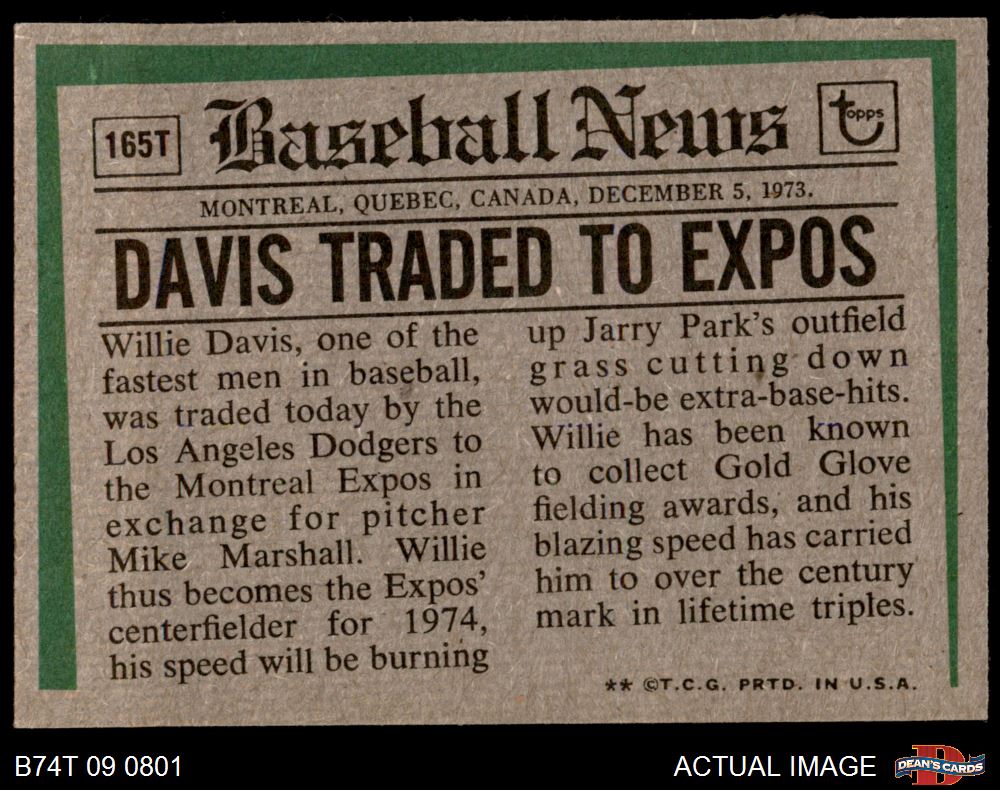 165T
Baseball News
topps
MONTREAL, QUEBEC, CANADA, DECEMBER 5, 1973.
DAVIS TRADED TO EXPOS
Willie Davis, one of the
fastest men in baseball,
was traded today by the
Los Angeles Dodgers to
the Montreal Expos in
exchange for pitcher
Mike Marshall. Willie
thus becomes the Expos'
centerfielder for 1974,
his speed will be burning
up Jarry Park's outfield
grass cutting down
would-be extra-base-hits.
Willie has been known
to collect Gold Glove
fielding awards, and his
blazing speed has carried
him to over the century
mark in lifetime triples.
** ©T.C.G. PRTD. IN U.S.A.
B74T 09 0801
ACTUAL IMAGE
DEAN'S CARDS